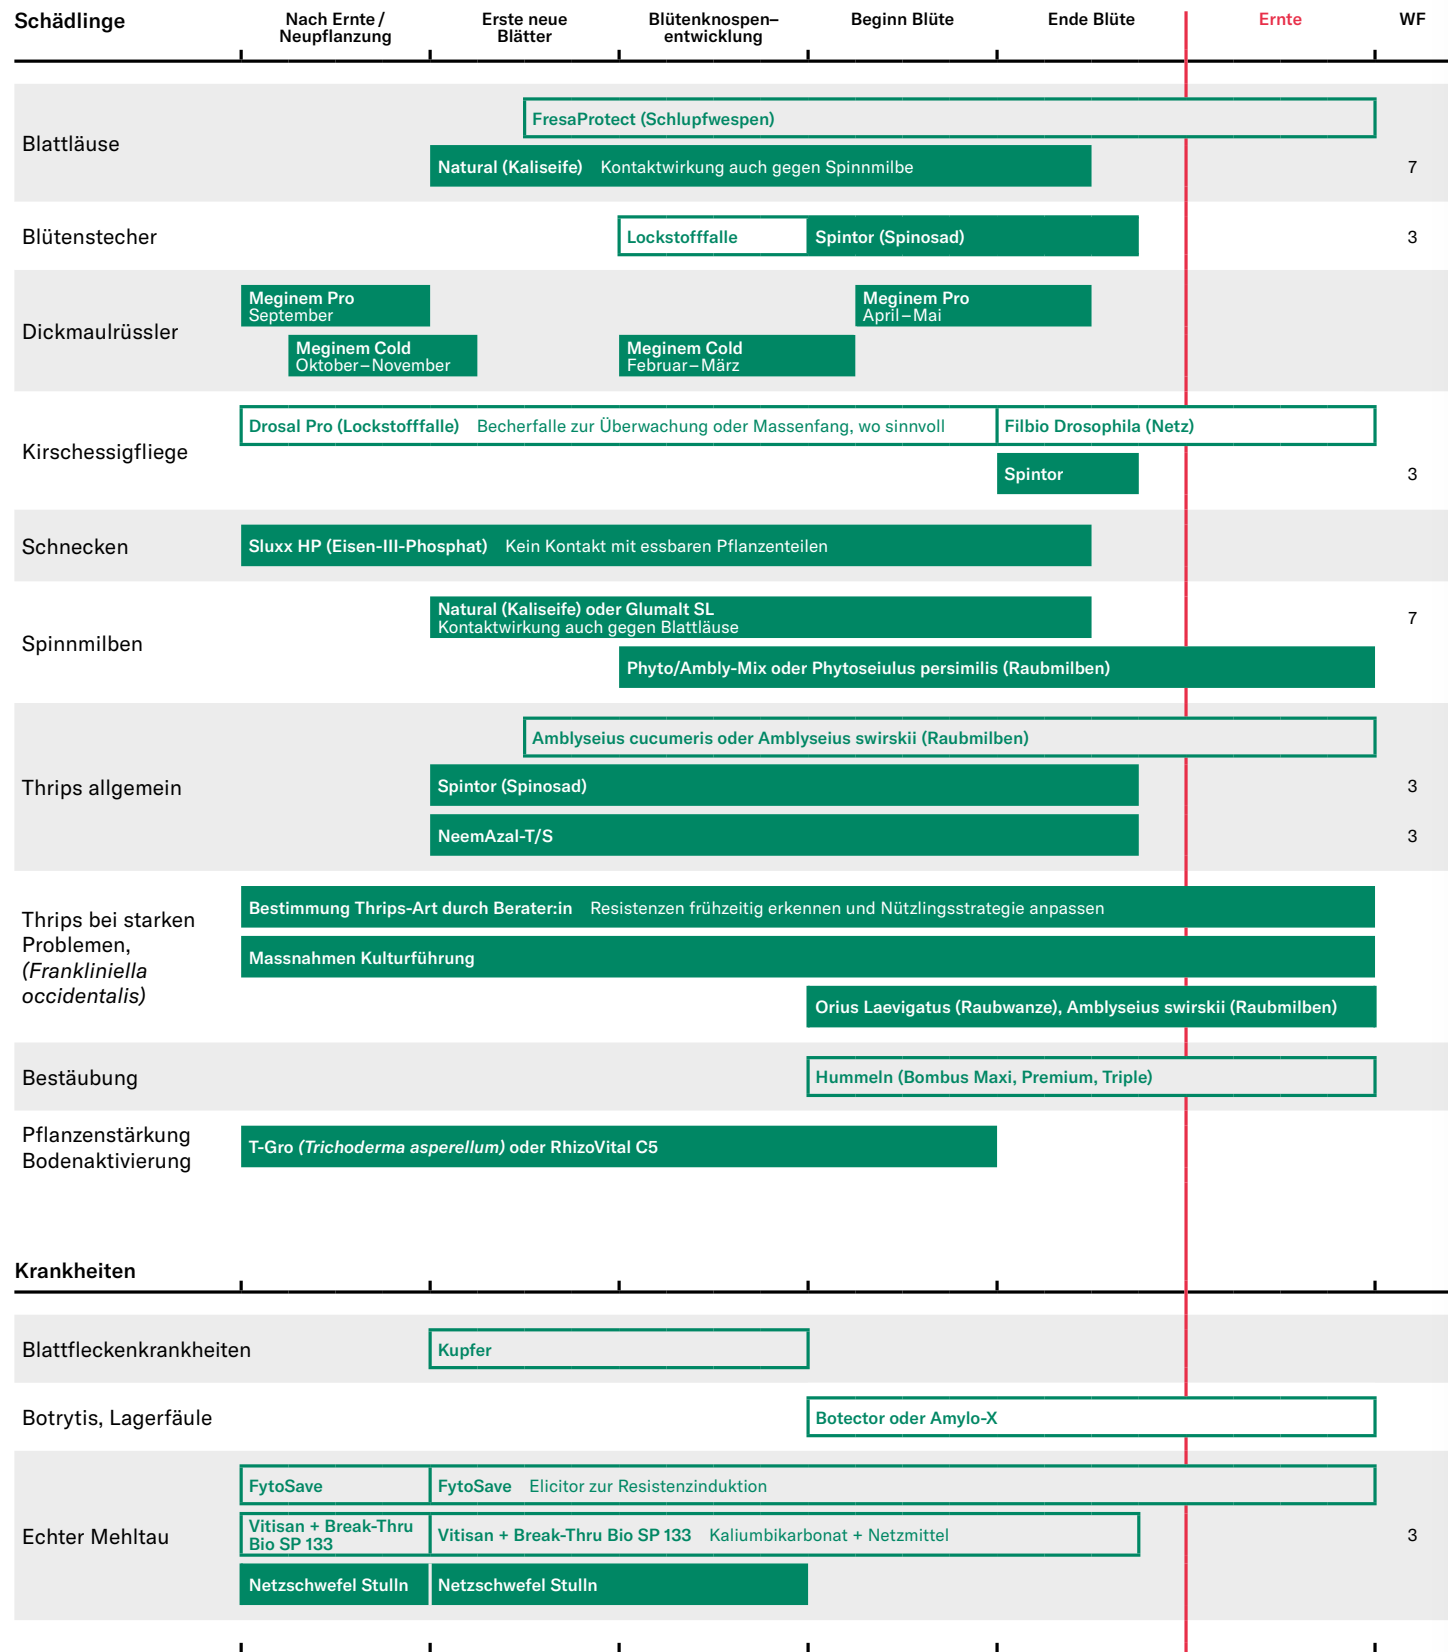 Schädlinge
Nach Ernte /
Neupflanzung
Erste neue
Blätter
Blütenknospen–
entwicklung
Beginn Blüte
Ende Blüte
Ernte
WF
Blattläuse
FresaProtect (Schlupfwespen)
Natural (Kaliseife) Kontaktwirkung auch gegen Spinnmilbe
7
Blütenstecher
Lockstofffalle
Spintor (Spinosad)
3
Dickmaulrüssler
Meginem Pro
September
Meginem Pro
April – Mai
Meginem Cold
Oktober – November
Meginem Cold
Februar – März
Kirschessigfliege
Drosal Pro (Lockstofffalle) Becherfalle zur Überwachung oder Massenfang, wo sinnvoll
Filbio Drosophila (Netz)
Spintor
3
Schnecken
Sluxx HP (Eisen-III-Phosphat) Kein Kontakt mit essbaren Pflanzenteilen
Spinnmilben
Natural (Kaliseife) oder Glumalt SL
Kontaktwirkung auch gegen Blattläuse
7
Phyto/Ambly-Mix oder Phytoseiulus persimilis (Raubmilben)
Thrips allgemein
Amblyseius cucumeris oder Amblyseius swirskii (Raubmilben)
Spintor (Spinosad)
3
NeemAzal-T/S
3
Thrips bei starken
Problemen,
(Frankliniella
occidentalis)
Bestimmung Thrips-Art durch Berater:in Resistenzen frühzeitig erkennen und Nützlingsstrategie anpassen
Massnahmen Kulturführung
Orius Laevigatus (Raubwanze), Amblyseius swirskii (Raubmilben)
Bestäubung
Hummeln (Bombus Maxi, Premium, Triple)
Pflanzenstärkung
Bodenaktivierung
T-Gro (Trichoderma asperellum) oder RhizoVital C5
Krankheiten
Blattfleckenkrankheiten
Kupfer
Botrytis, Lagerfäule
Botector oder Amylo-X
Echter Mehltau
FytoSave
FytoSave Elicitor zur Resistenzinduktion
Vitisan + Break-Thru
Bio SP 133
Vitisan + Break-Thru Bio SP 133 Kaliumbikarbonat + Netzmittel
3
Netzschwefel Stulln
Netzschwefel Stulln